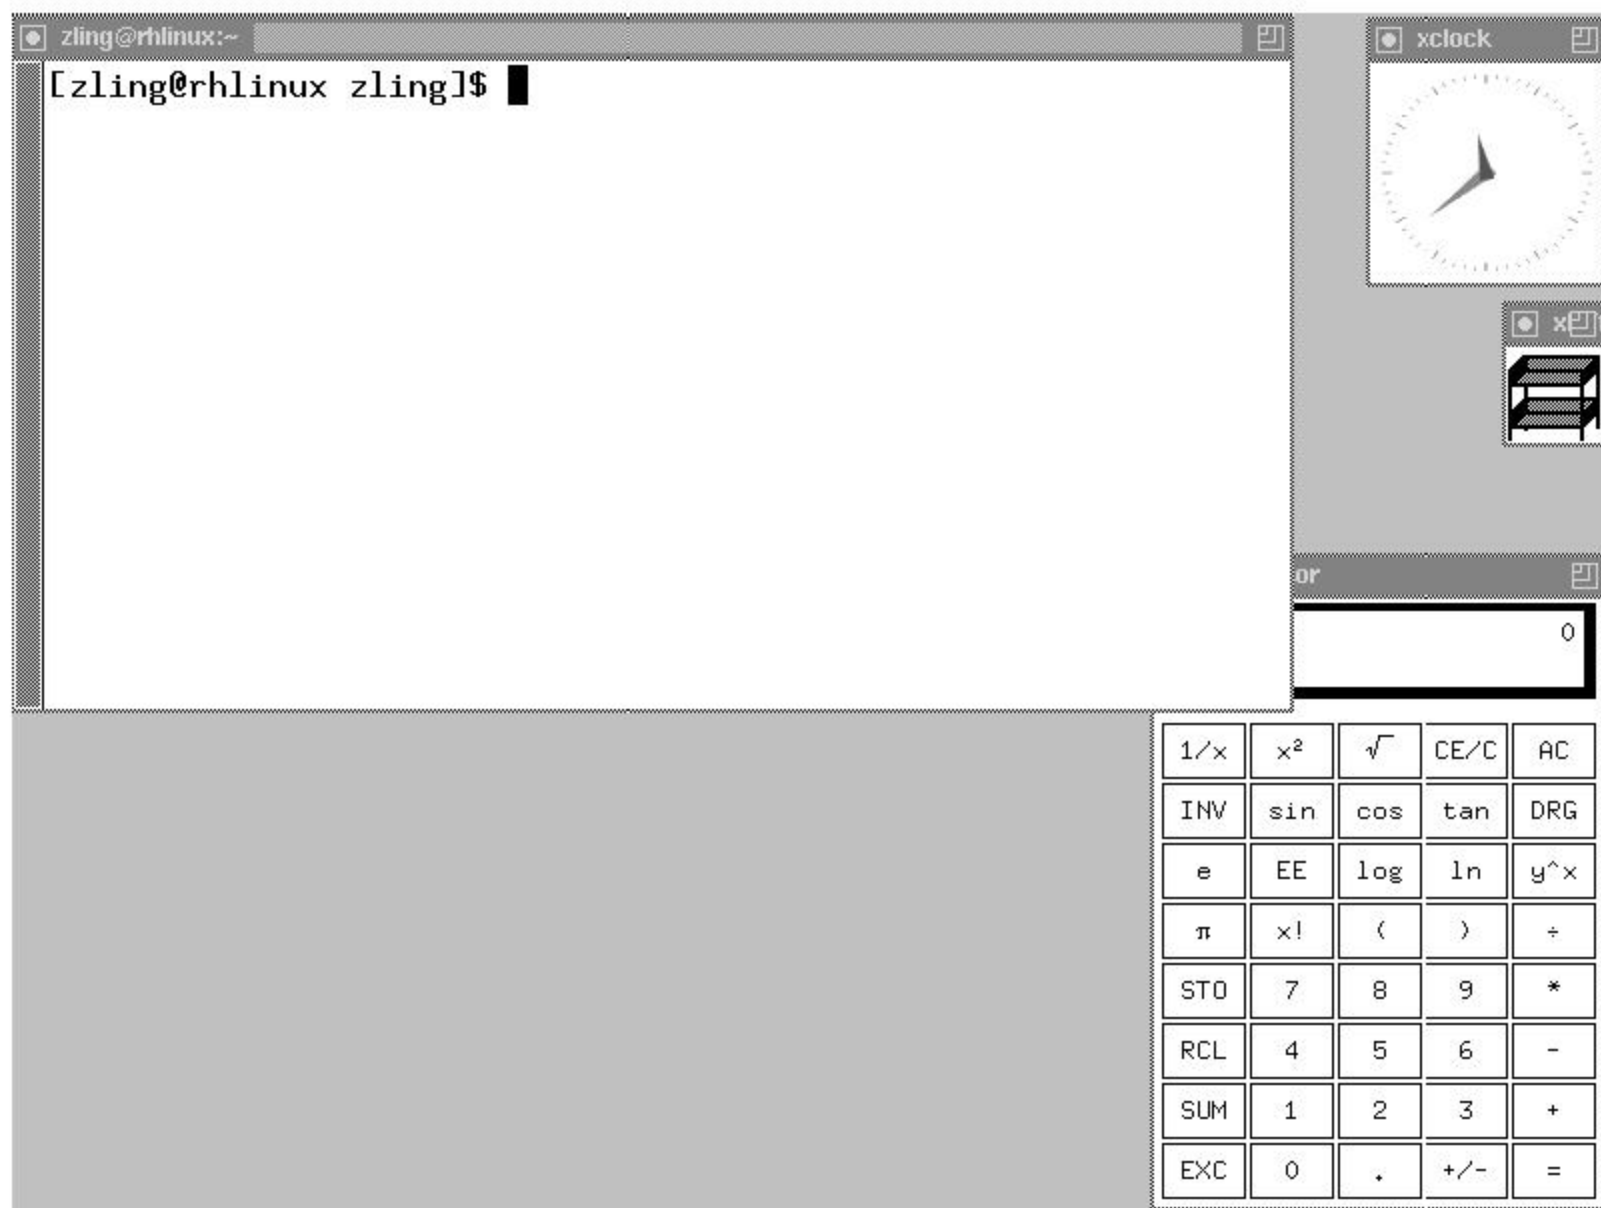 zling@rhlinux:~
[zling@rhlinux zling]$
xclock
or
0
1/x x² √ CE/C AC
INV sin cos tan DRG
e EE log ln y^x
π x! ( ) ÷
STO 7 8 9 *
RCL 4 5 6 -
SUM 1 2 3 +
EXC 0 . +/- =